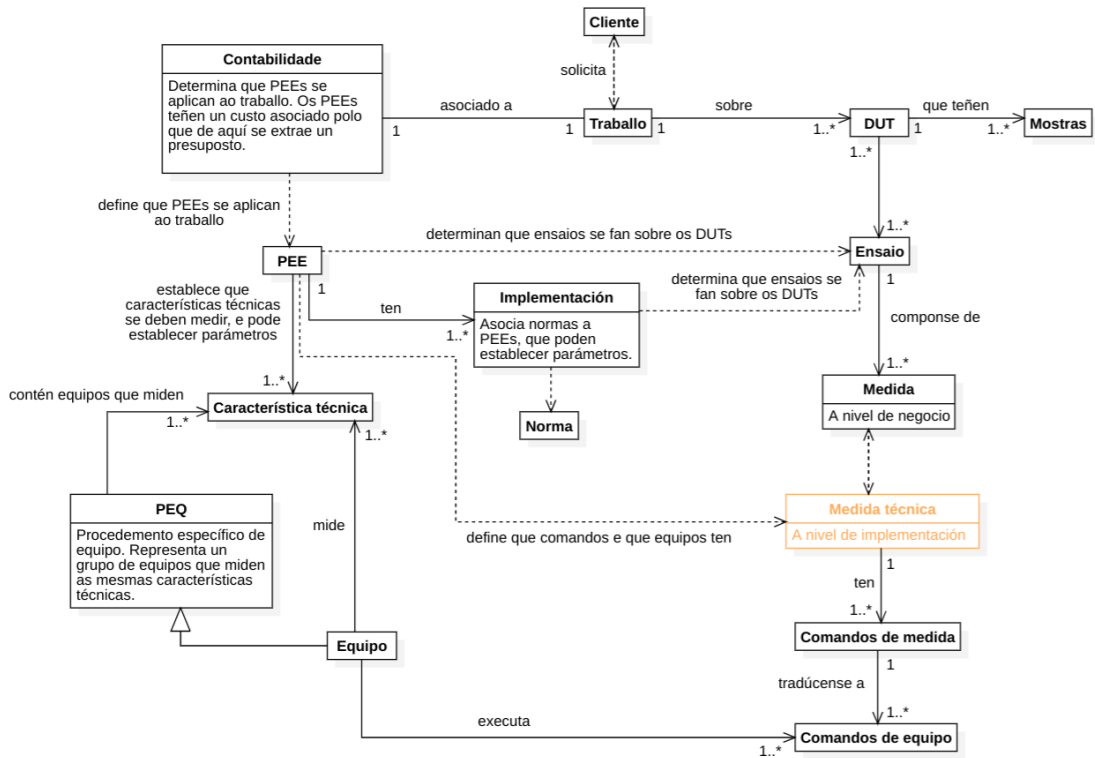 Cliente
solicita
Contabilidade
Determina que PEEs se
aplican ao traballo. Os PEEs
teñen un custo asociado polo
que de aquí se extrae un
presuposto.
asociado a
1
1
Traballo
1
sobre
1..*
DUT
1
que teñen
1..*
Mostras
1..*
define que PEEs se aplican
ao traballo
determinan que ensaios se fan sobre os DUTs
1..*
PEE
1
Ensaio
1
establece que
características técnicas
se deben medir, e pode
establecer parámetros
ten
1..*
Implementación
Asocia normas a
PEEs, que poden
establecer parámetros.
determina que ensaios se
fan sobre os DUTs
componse de
1..*
1..*
contén equipos que miden
1..*
Característica técnica
1..*
Norma
Medida
A nivel de negocio
PEQ
Procedemento específico de
equipo. Representa un
grupo de equipos que miden
as mesmas características
técnicas.
mide
define que comandos e que equipos ten
Medida técnica
A nivel de implementación
1
ten
1..*
Equipo
Comandos de medida
1
tradúcense a
1..*
executa
1..*
Comandos de equipo